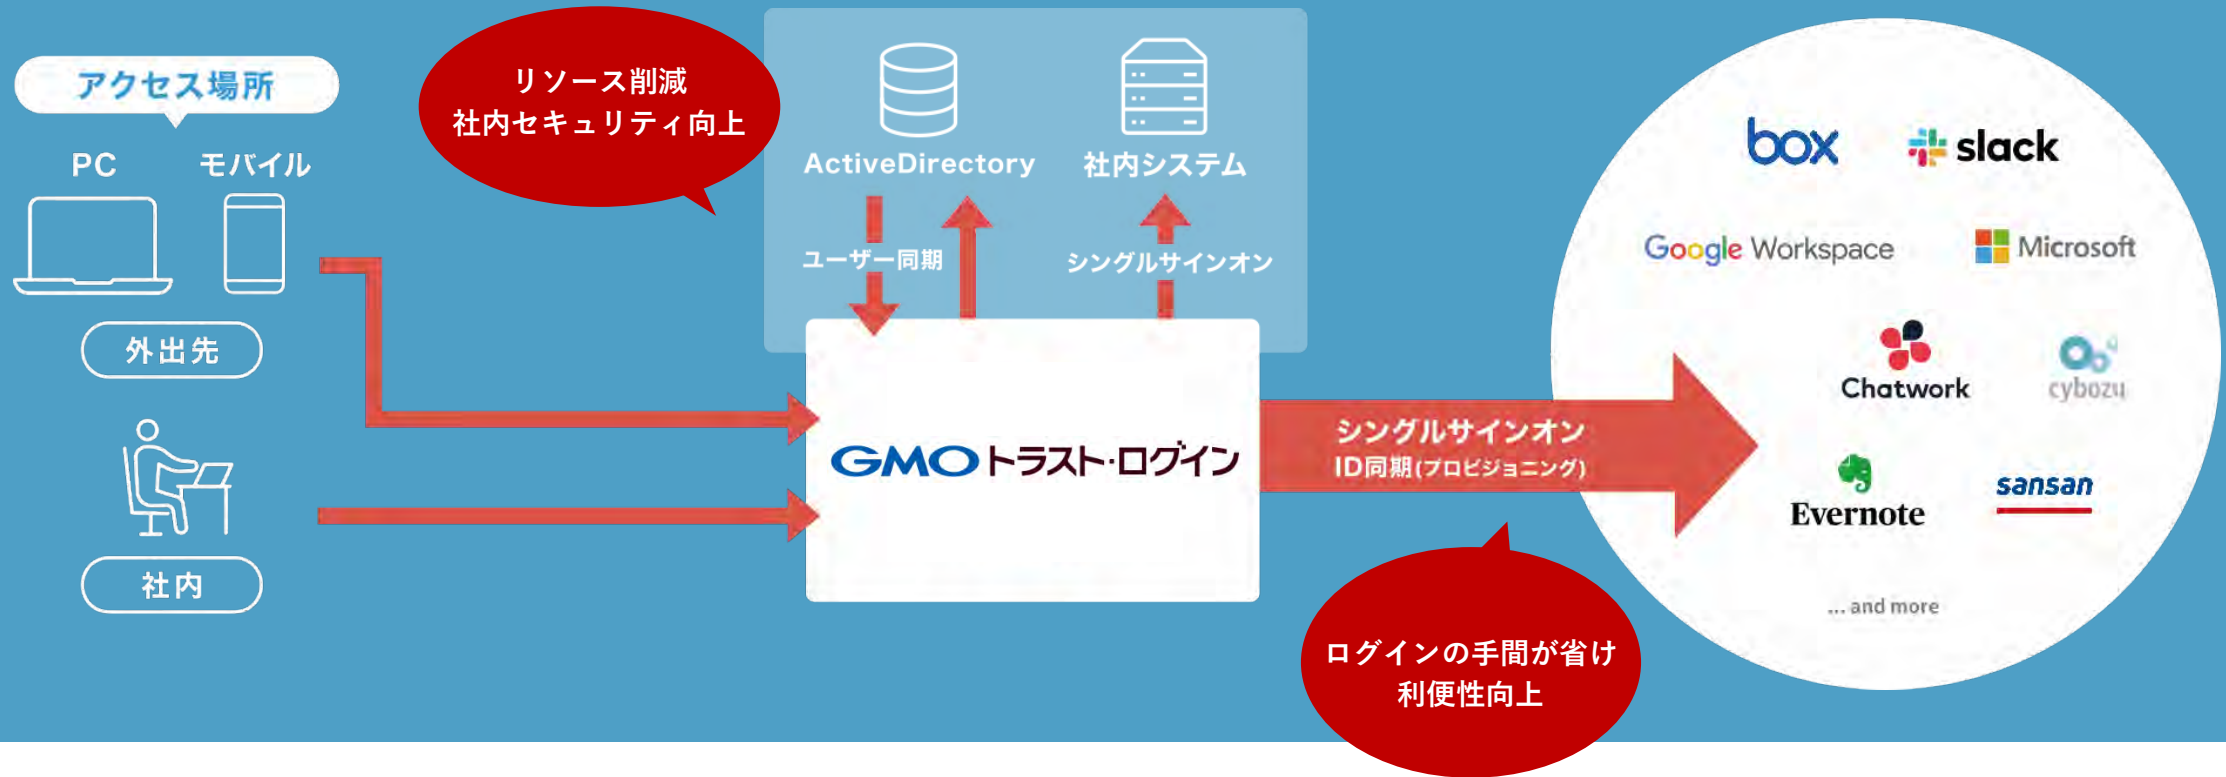 アクセス場所
PC
モバイル
外出先
社内
リソース削減
社内セキュリティ向上
ActiveDirectory
社内システム
ユーザー同期
シングルサインオン
GMOトラスト・ログイン
シングルサインオン
ID同期(プロビジョニング)
ログインの手間が省け
利便性向上
box
slack
Google Workspace
Microsoft
Chatwork
cybozu
Evernote
sansan
... and more